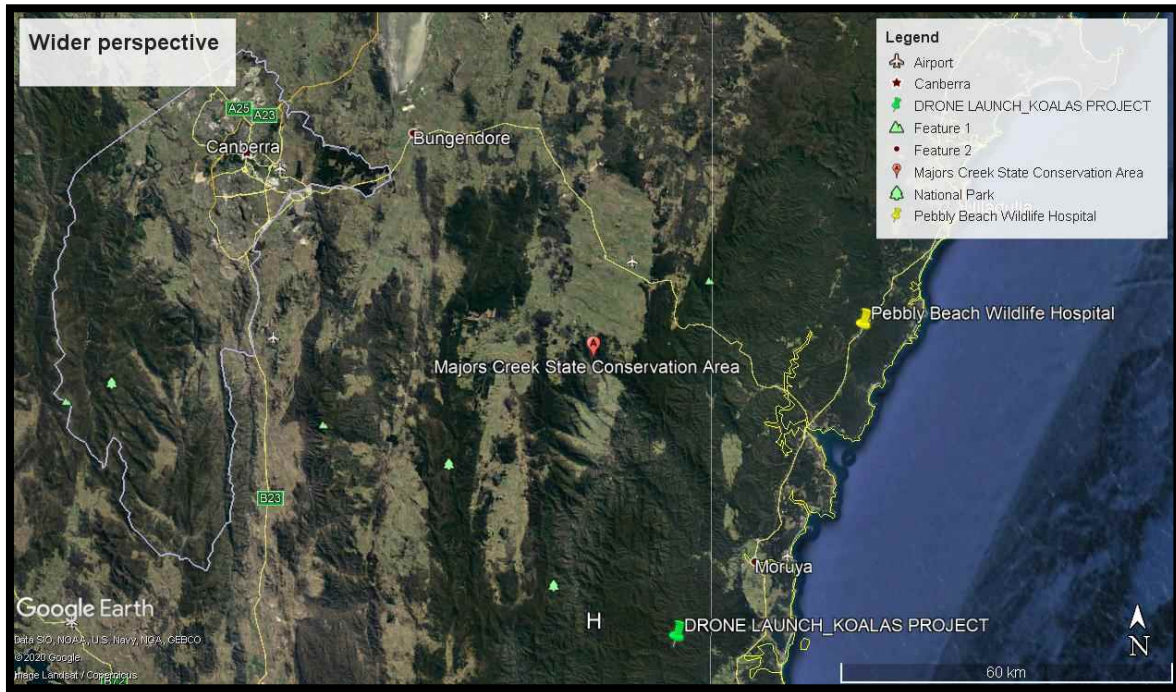 Wider perspective
Legend
Airport
Canberra
DRONE LAUNCH_KOALAS PROJECT
Feature 1
Feature 2
Majors Creek State Conservation Area
National Park
Pebbly Beach Wildlife Hospital
A25
A23
Canberra
Bungendore
Pebbly Beach Wildlife Hospital
A
Majors Creek State Conservation Area
B23
Moruya
H
DRONE LAUNCH_KOALAS PROJECT
Google Earth
Data SIO, NOAA, U.S. Navy, NGA, GEBCO
© 2020 Google
Image Landsat / Copernicus
B72
N
60 km